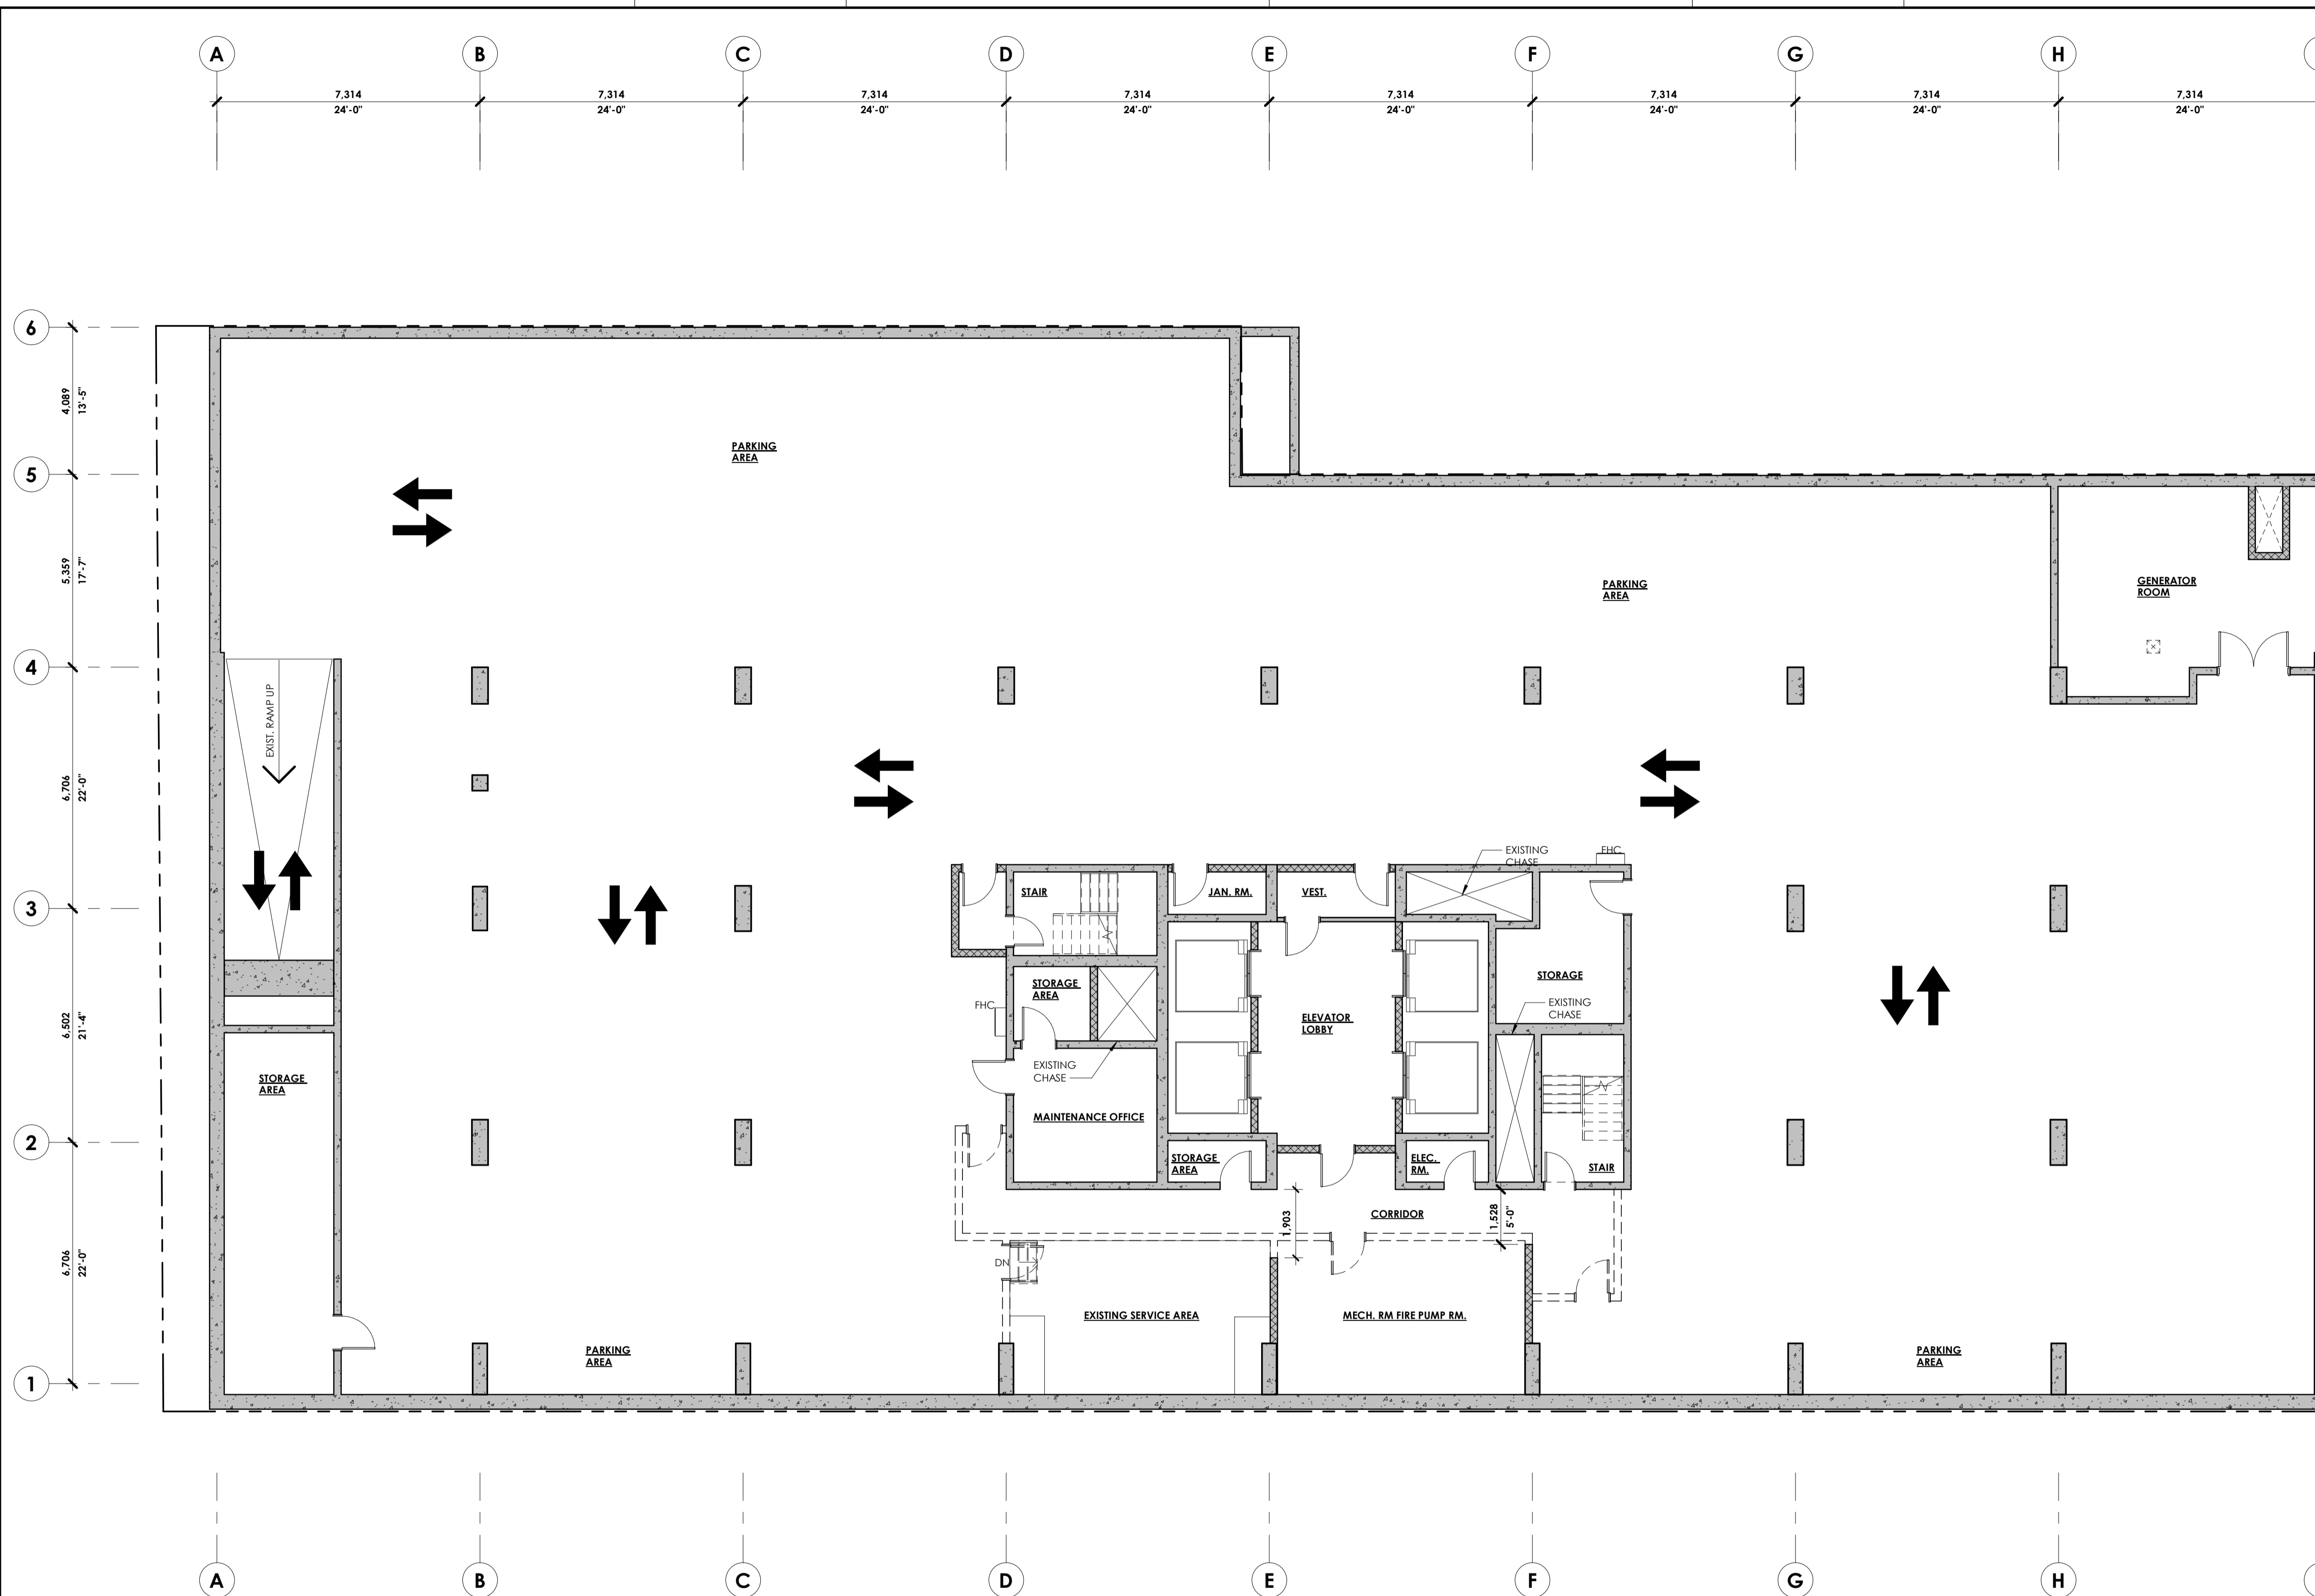 A B C D E F G H
7,314 7,314 7,314 7,314 7,314 7,314 7,314 7,314
24'-0" 24'-0" 24'-0" 24'-0" 24'-0" 24'-0" 24'-0" 24'-0"
6
4,089
13'-5"
PARKING
AREA
5
5,359
17'-7"
PARKING
AREA
GENERATOR
ROOM
4
EXIST. RAMP UP
6,706
22'-0"
EXISTING
CHASE
FHC
STAIR
JAN. RM.
VEST.
3
STORAGE
STORAGE
AREA
EXISTING
CHASE
FHC
ELEVATOR
LOBBY
6,502
21'-4"
EXISTING
CHASE
STORAGE
AREA
MAINTENANCE OFFICE
2
STORAGE
AREA
ELEC.
RM.
STAIR
CORRIDOR
1,903
1,528
5'-0"
6,706
22'-0"
DN
EXISTING SERVICE AREA
MECH. RM FIRE PUMP RM.
PARKING
AREA
PARKING
AREA
1
A B C D E F G H